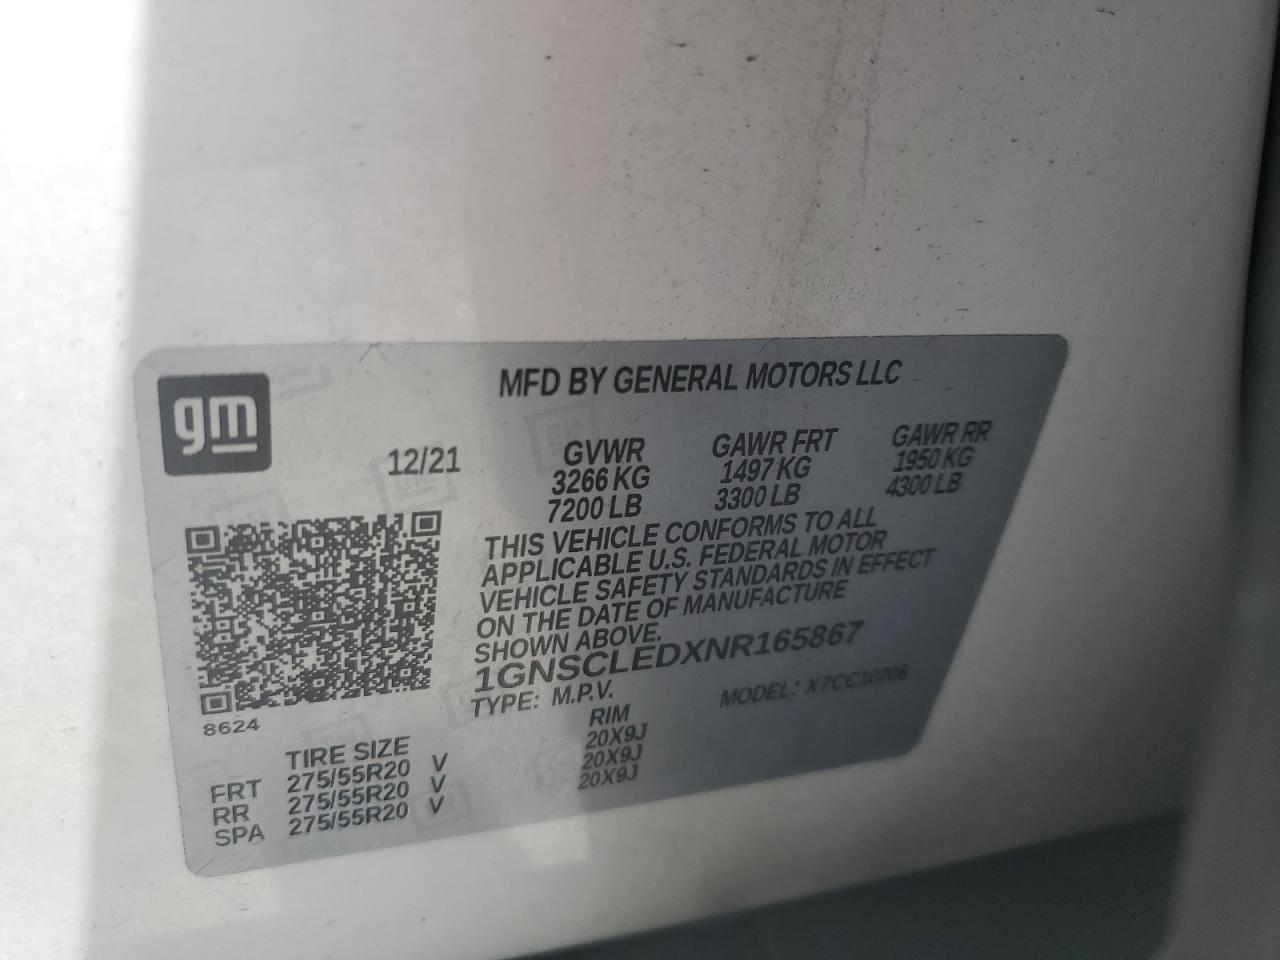 gm
MFD BY GENERAL MOTORS LLC
12/21
GVWR GAWR FRT GAWR RR
3266 KG 1497 KG 1950 KG
7200 LB 3300 LB 4300 LB
THIS VEHICLE CONFORMS TO ALL
APPLICABLE U.S. FEDERAL MOTOR
VEHICLE SAFETY STANDARDS IN EFFECT
ON THE DATE OF MANUFACTURE
SHOWN ABOVE.
1GNSCLEDXNR165867
TYPE: M.P.V. MODEL: X7CC10706
8624
TIRE SIZE RIM
FRT 275/55R20 V 20X9J
RR 275/55R20 V 20X9J
SPA 275/55R20 V 20X9J